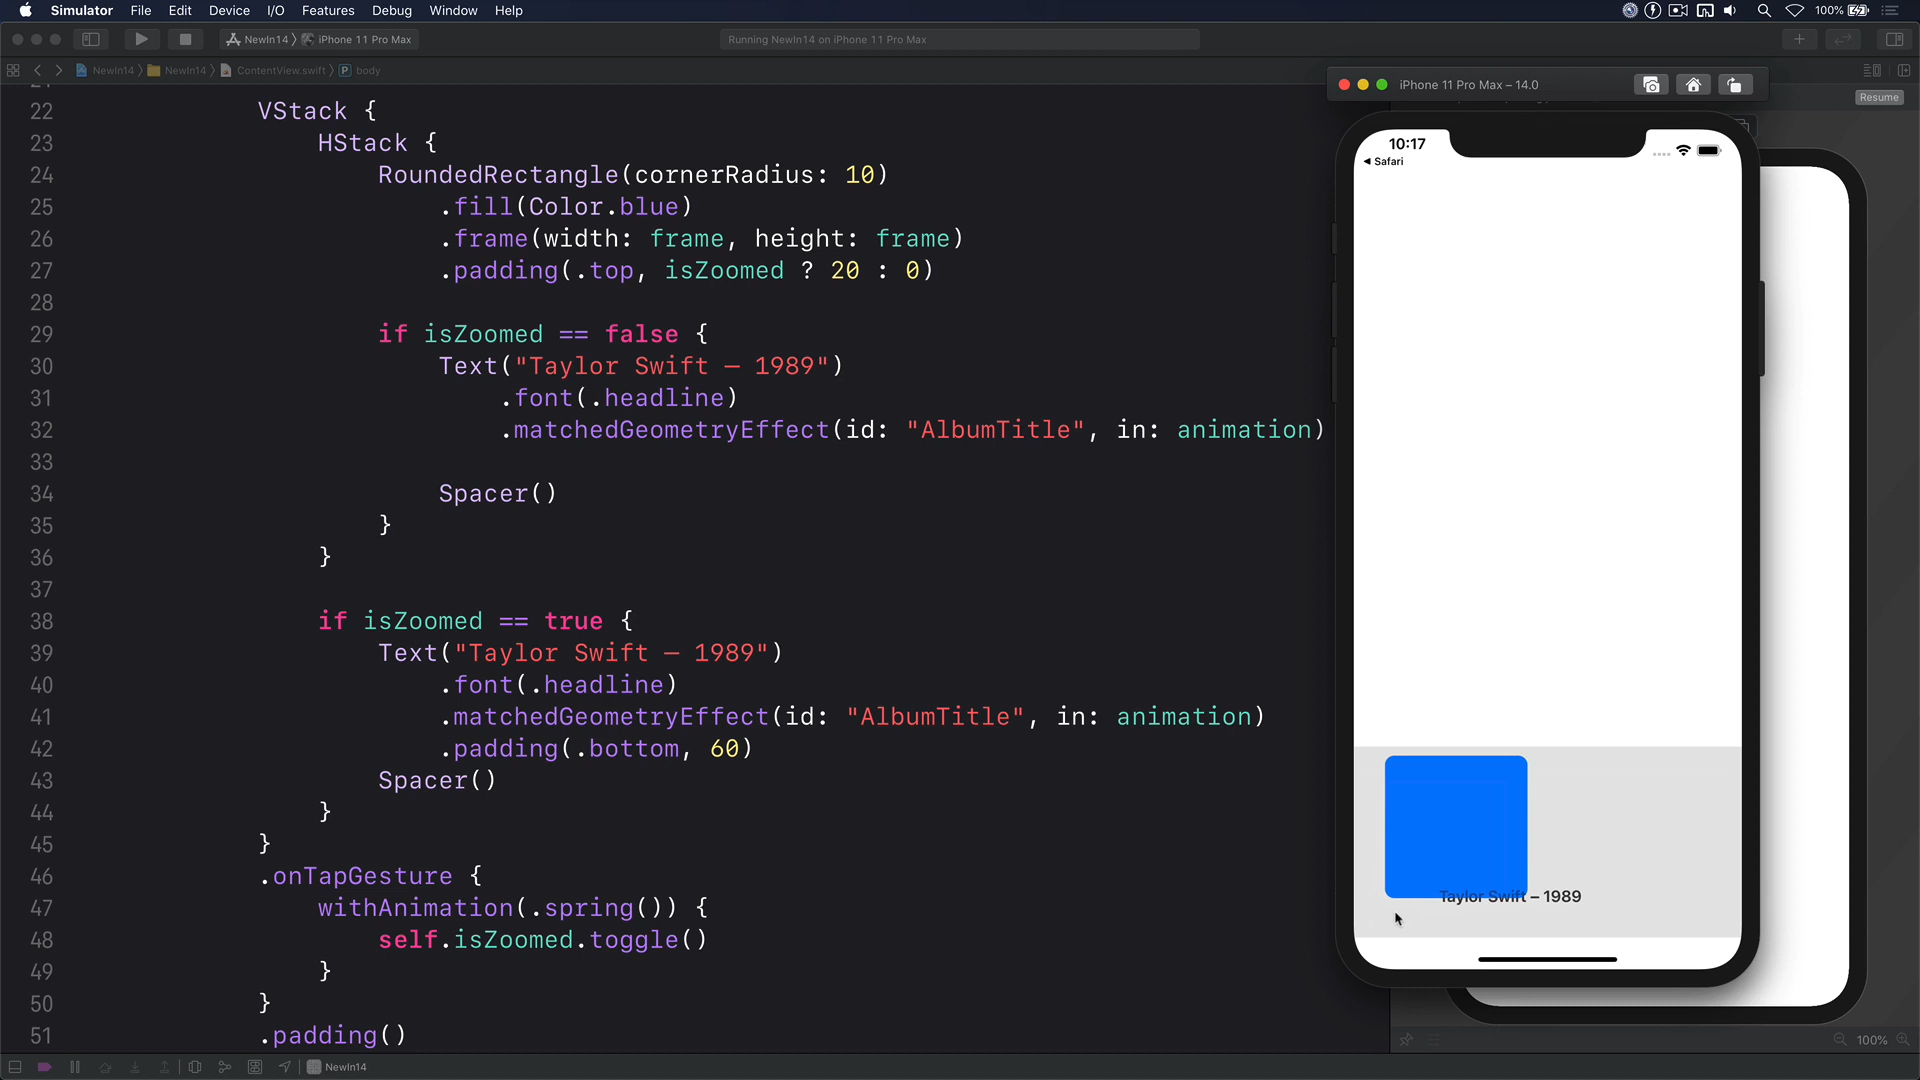 Simulator File Edit Device I/O Features Debug Window Help 100%
NewIn14 iPhone 11 Pro Max Running NewIn14 on iPhone 11 Pro Max
NewIn14 NewIn14 ContentView.swift P body
iPhone 11 Pro Max – 14.0
Resume
10:17
Safari
22 VStack {
23 HStack {
24 RoundedRectangle(cornerRadius: 10)
25 .fill(Color.blue)
26 .frame(width: frame, height: frame)
27 .padding(.top, isZoomed ? 20 : 0)
28
29 if isZoomed == false {
30 Text("Taylor Swift – 1989")
31 .font(.headline)
32 .matchedGeometryEffect(id: "AlbumTitle", in: animation)
33
34 Spacer()
35 }
36 }
37
38 if isZoomed == true {
39 Text("Taylor Swift – 1989")
40 .font(.headline)
41 .matchedGeometryEffect(id: "AlbumTitle", in: animation)
42 .padding(.bottom, 60)
43 Spacer()
44 }
45 }
46 .onTapGesture {
47 withAnimation(.spring()) {
48 self.isZoomed.toggle()
49 }
50 }
51 .padding()
Taylor Swift – 1989
100%
NewIn14